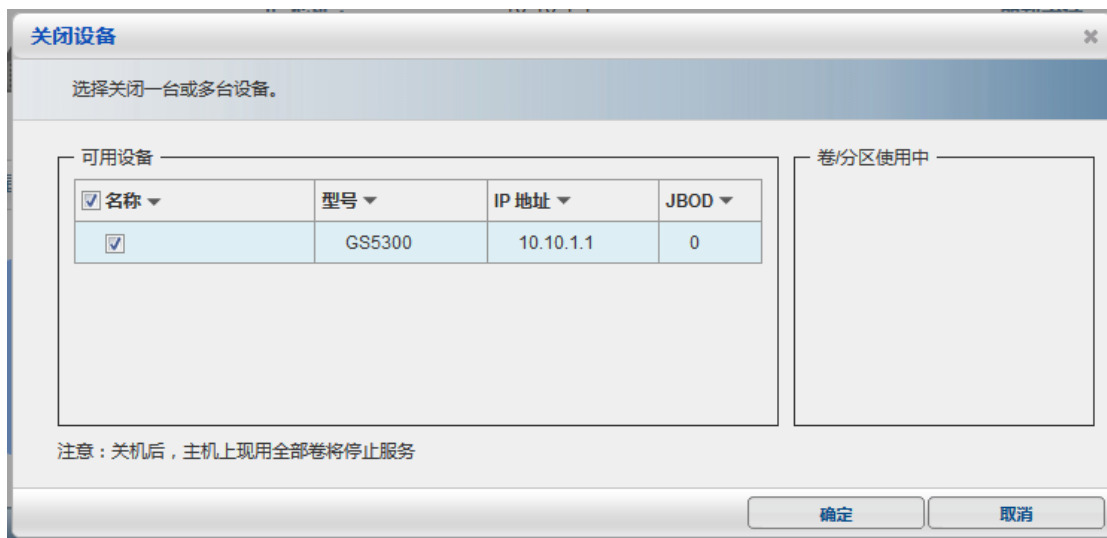 关闭设备
选择关闭一台或多台设备。
可用设备
名称 型号 IP 地址 JBOD
GS5300 10.10.1.1 0
卷/分区使用中
注意：关机后，主机上现用全部卷将停止服务
确定 取消